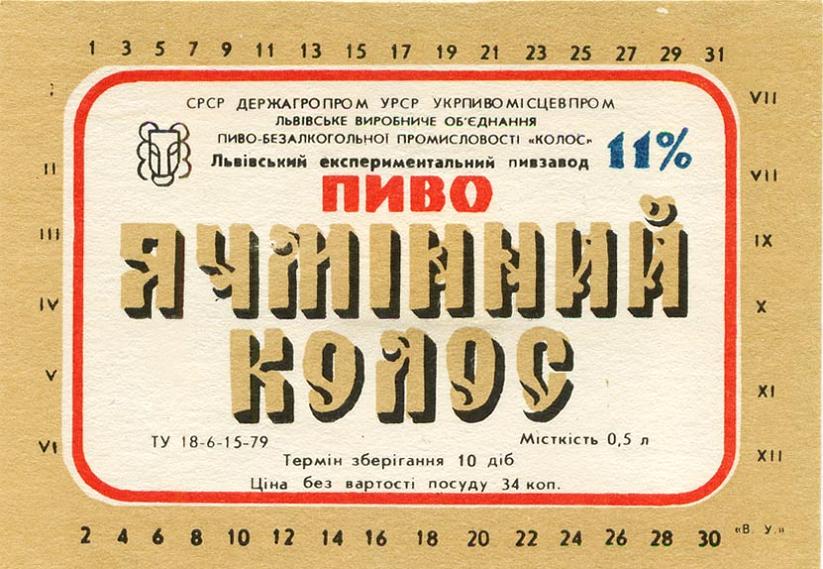 1 3 5 7 9 11 13 15 17 19 21 23 25 27 29 31
СРСР ДЕРЖАГРОПРОМ УРСР УКРПИВОМІСЦЕВПРОМ
ЛЬВІВСЬКЕ ВИРОБНИЧЕ ОБ'ЄДНАННЯ
ПИВО-БЕЗАЛКОГОЛЬНОЇ ПРОМИСЛОВОСТІ «КОЛОС»
Львівський експериментальний пивзавод
11%
ПИВО
ЯЧМІННИЙ
КОЛОС
ТУ 18-6-15-79
Місткість 0,5 л
Термін зберігання 10 діб
Ціна без вартості посуду 34 коп.
II
III
IV
V
VI
VII
VII
IX
X
XI
XII
2 4 6 8 10 12 14 16 18 20 22 24 26 28 30
«В. У.»